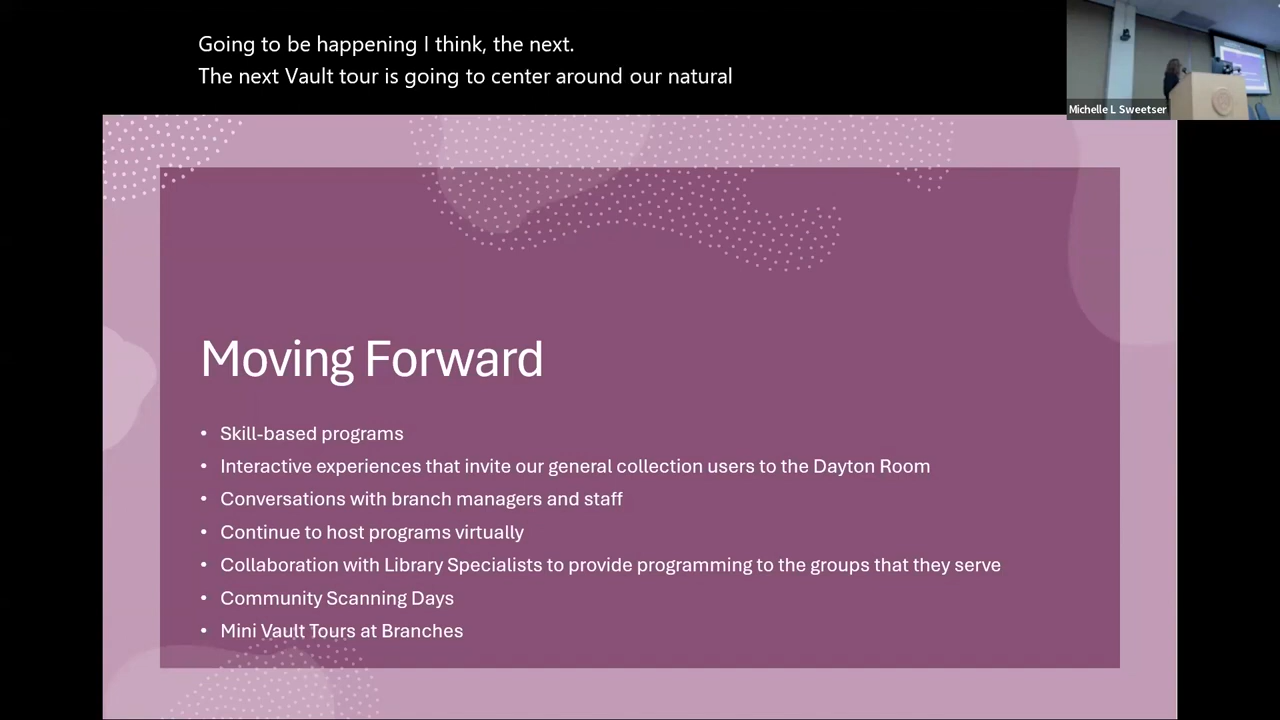 Going to be happening I think, the next.
The next Vault tour is going to center around our natural
Michelle L Sweetser
Moving Forward
• Skill-based programs
• Interactive experiences that invite our general collection users to the Dayton Room
• Conversations with branch managers and staff
• Continue to host programs virtually
• Collaboration with Library Specialists to provide programming to the groups that they serve
• Community Scanning Days
• Mini Vault Tours at Branches